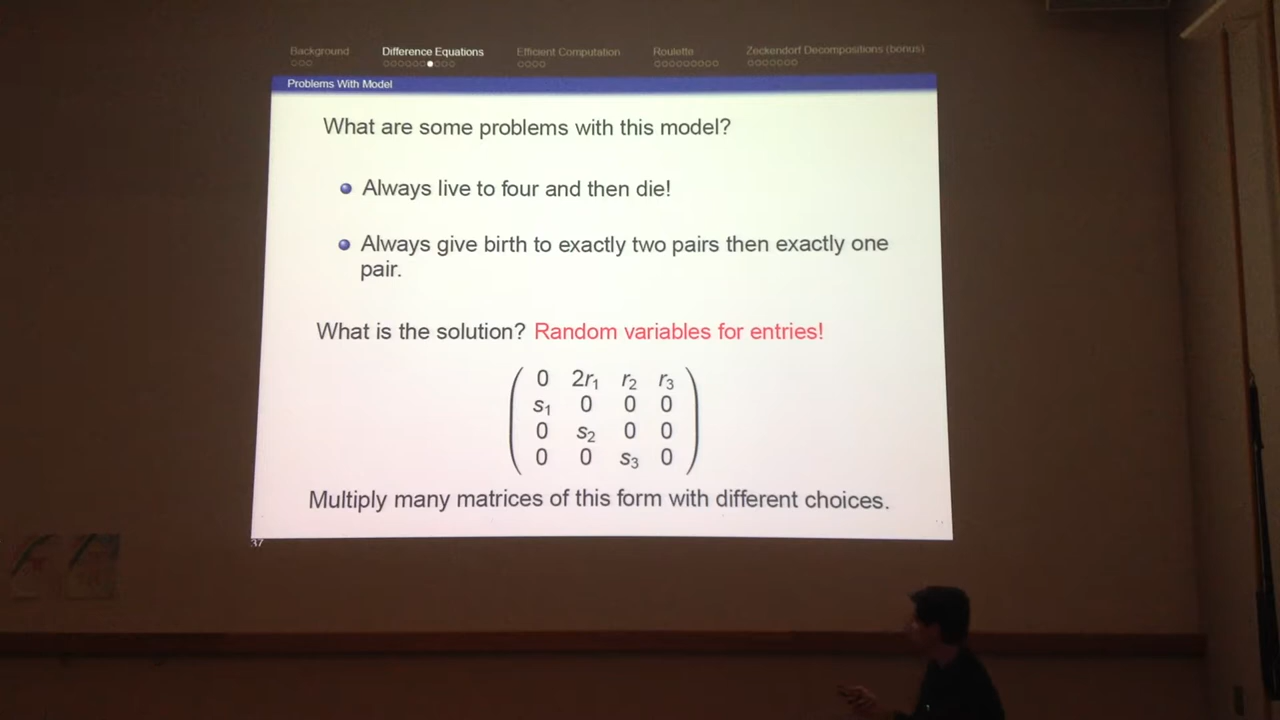 Background Difference Equations Efficient Computation Roulette Zeckendorf Decompositions (bonus)
Problems With Model
What are some problems with this model?
Always live to four and then die!
Always give birth to exactly two pairs then exactly one
pair.
What is the solution? Random variables for entries!
0 2r₁ r₂ r₃
s₁ 0 0 0
0 s₂ 0 0
0 0 s₃ 0
Multiply many matrices of this form with different choices.
37